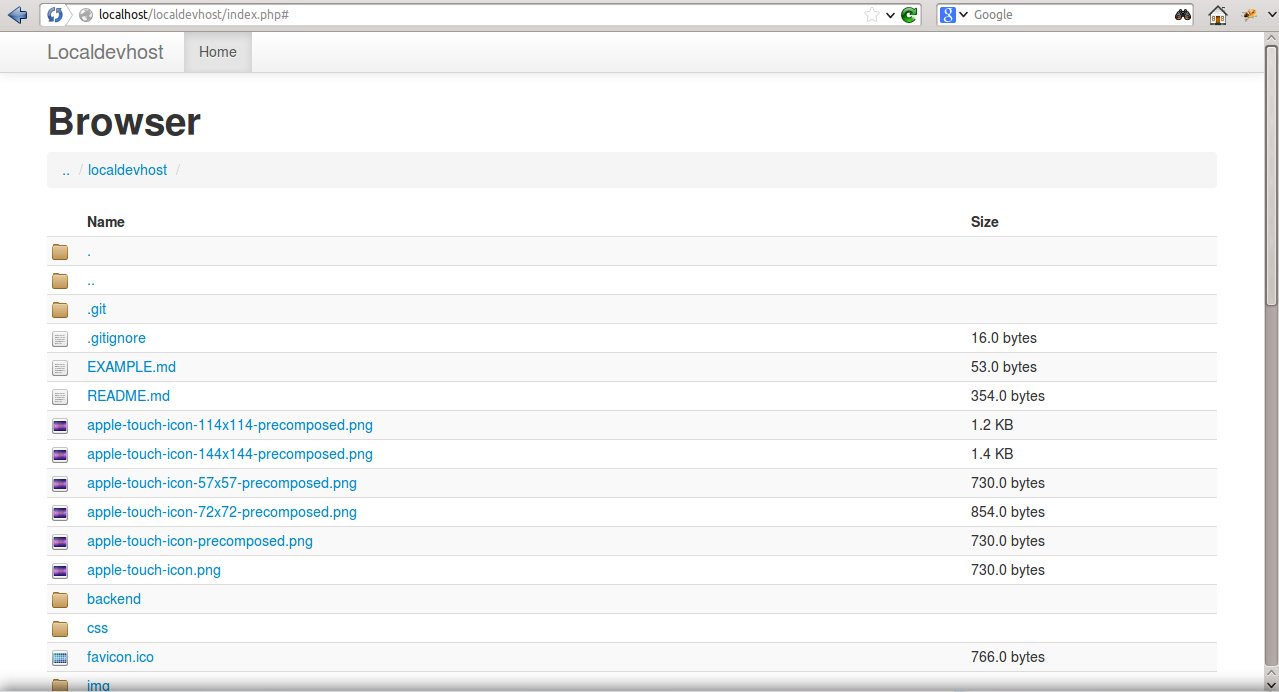 localhost/localdevhost/index.php# Google
Localdevhost Home
Browser
.. / localdevhost /
Name Size
.
..
.git
.gitignore 16.0 bytes
EXAMPLE.md 53.0 bytes
README.md 354.0 bytes
apple-touch-icon-114x114-precomposed.png 1.2 KB
apple-touch-icon-144x144-precomposed.png 1.4 KB
apple-touch-icon-57x57-precomposed.png 730.0 bytes
apple-touch-icon-72x72-precomposed.png 854.0 bytes
apple-touch-icon-precomposed.png 730.0 bytes
apple-touch-icon.png 730.0 bytes
backend
css
favicon.ico 766.0 bytes
img